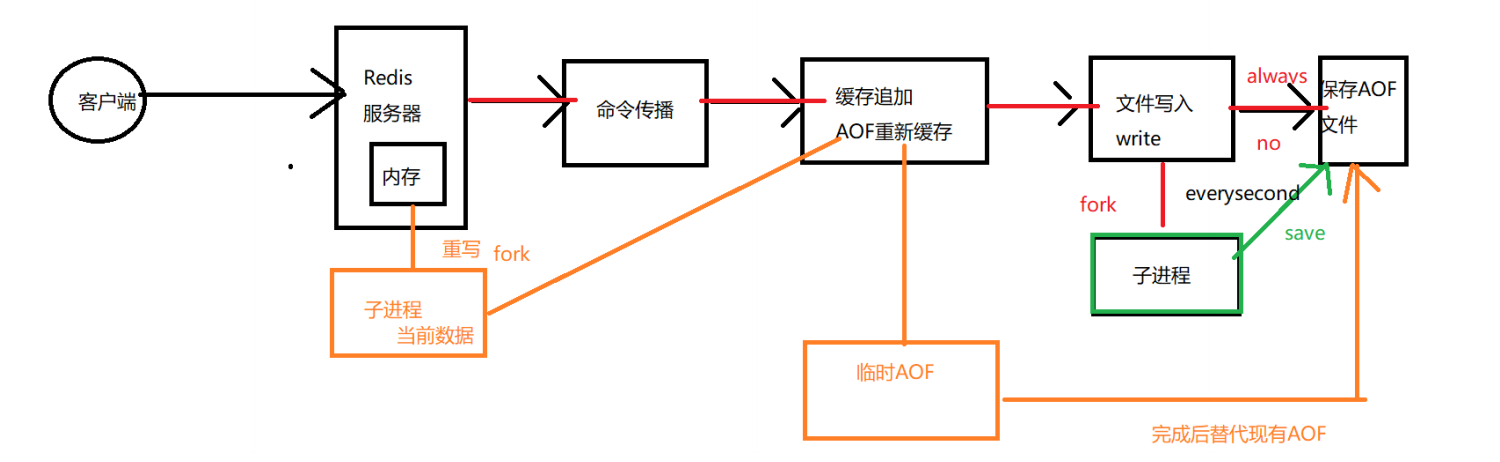 客户端
Redis
服务器
内存
命令传播
缓存追加
AOF重新缓存
文件写入
write
always
no
保存AOF
文件
fork
everysecond
save
子进程
重写
fork
子进程
当前数据
临时AOF
完成后替代现有AOF